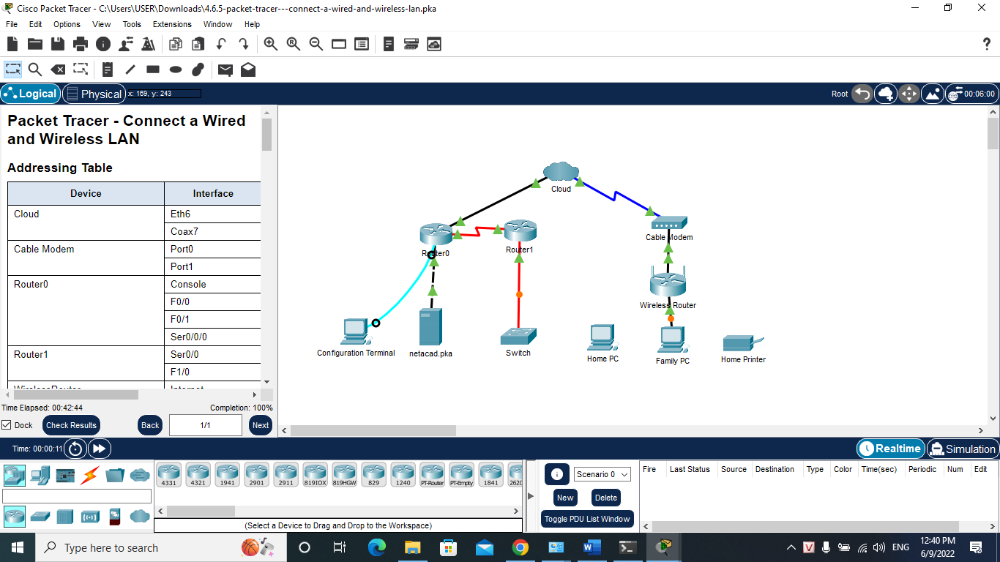 Cisco Packet Tracer - C:\Users\USER\Downloads\4.6.5-packet-tracer---connect-a-wired-and-wireless-lan.pka
File Edit Options View Tools Extensions Window Help
?
Logical Physical x: 169, y: 243 Root 00:06:00
Packet Tracer - Connect a Wired
and Wireless LAN
Addressing Table
Device Interface
Cloud Eth6
Coax7
Cable Modem Port0
Port1
Router0 Console
F0/0
F0/1
Ser0/0/0
Router1 Ser0/0
F1/0
WirelessRouter Internet
Time Elapsed: 00:42:44 Completion: 100%
Dock Check Results Back 1/1 Next
Cloud
Cable Modem
Router0
Router1
Wireless Router
Configuration Terminal
netacad.pka
Switch
Home PC
Family PC
Home Printer
Time: 00:00:11 Realtime Simulation
4331 4321 1941 2901 2911 819IOX 819HGW 829 1240 PT-Router PT-Empty 1841 2620
(Select a Device to Drag and Drop to the Workspace)
Scenario 0
New Delete
Toggle PDU List Window
Fire Last Status Source Destination Type Color Time(sec) Periodic Num Edit
Type here to search
ENG
12:40 PM
6/9/2022